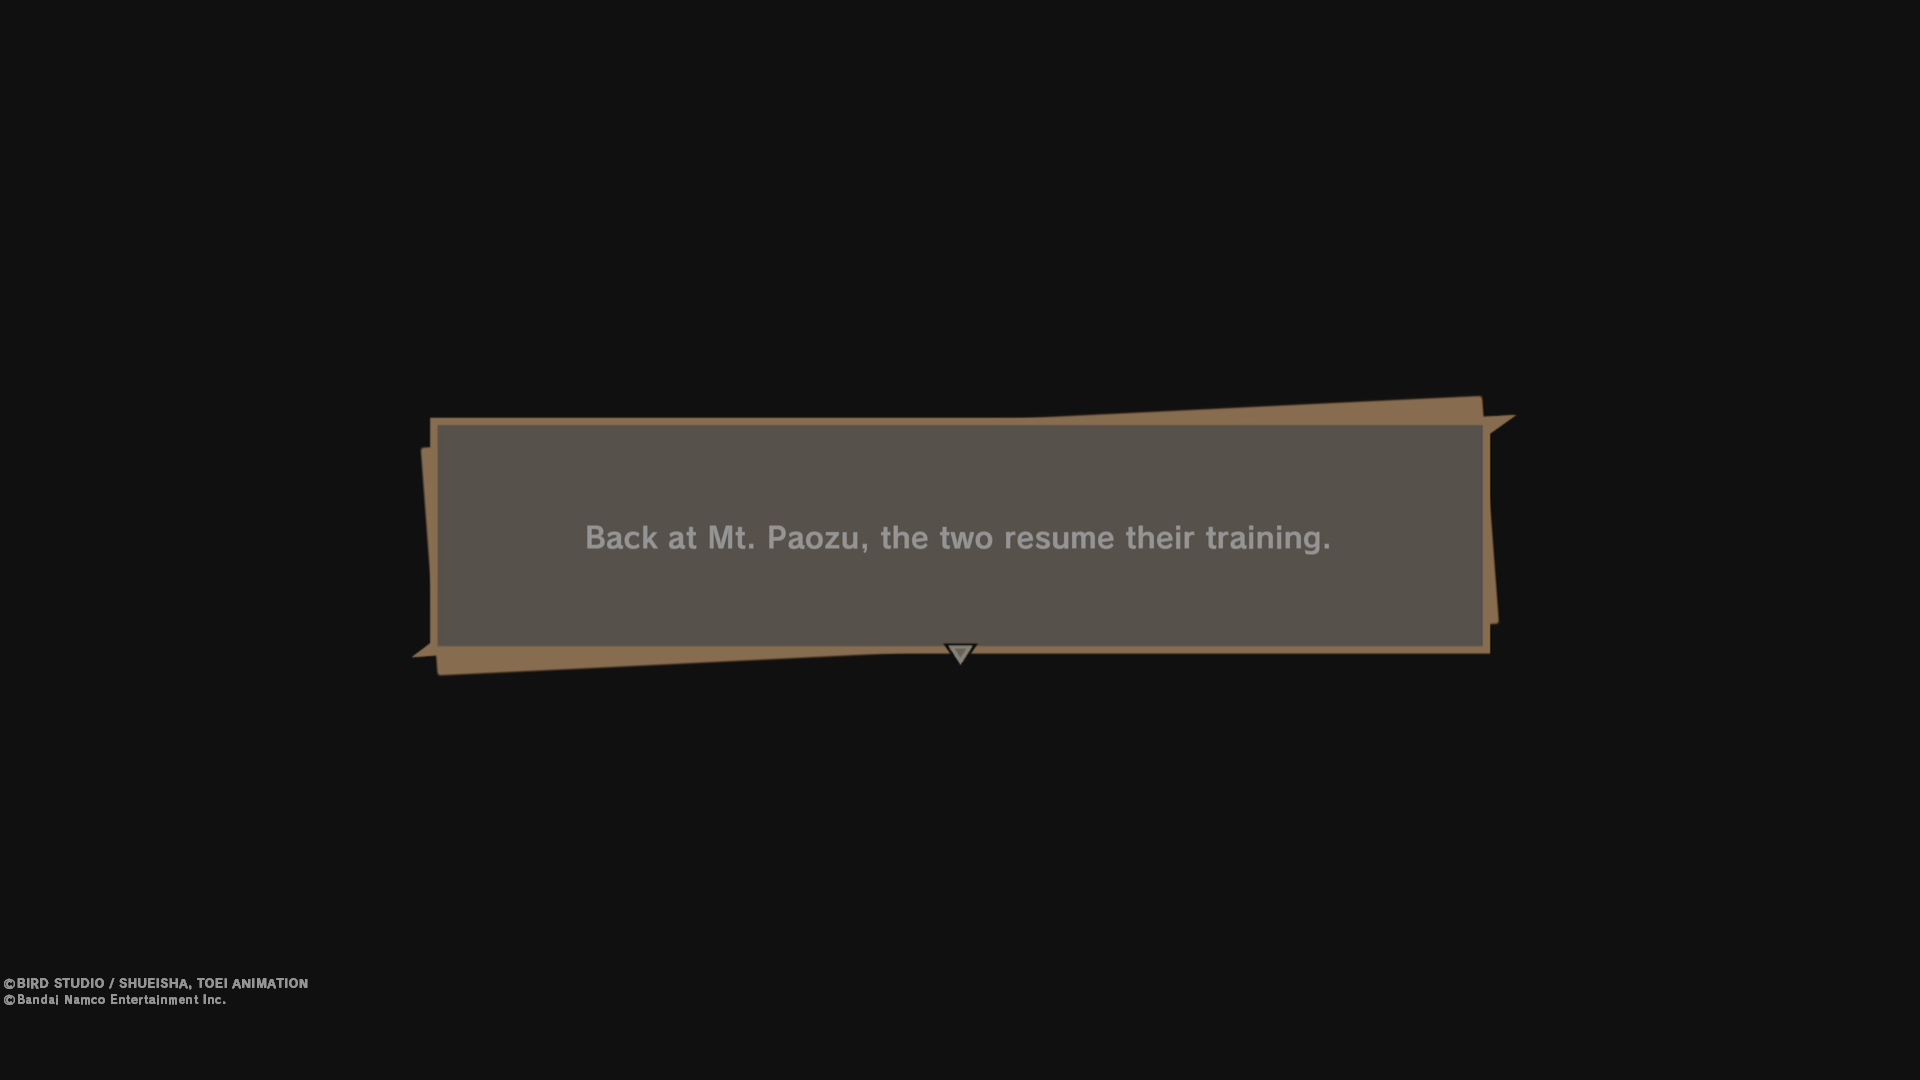 Back at Mt. Paozu, the two resume their training.
©BIRD STUDIO / SHUEISHA, TOEI ANIMATION
©Bandai Namco Entertainment Inc.